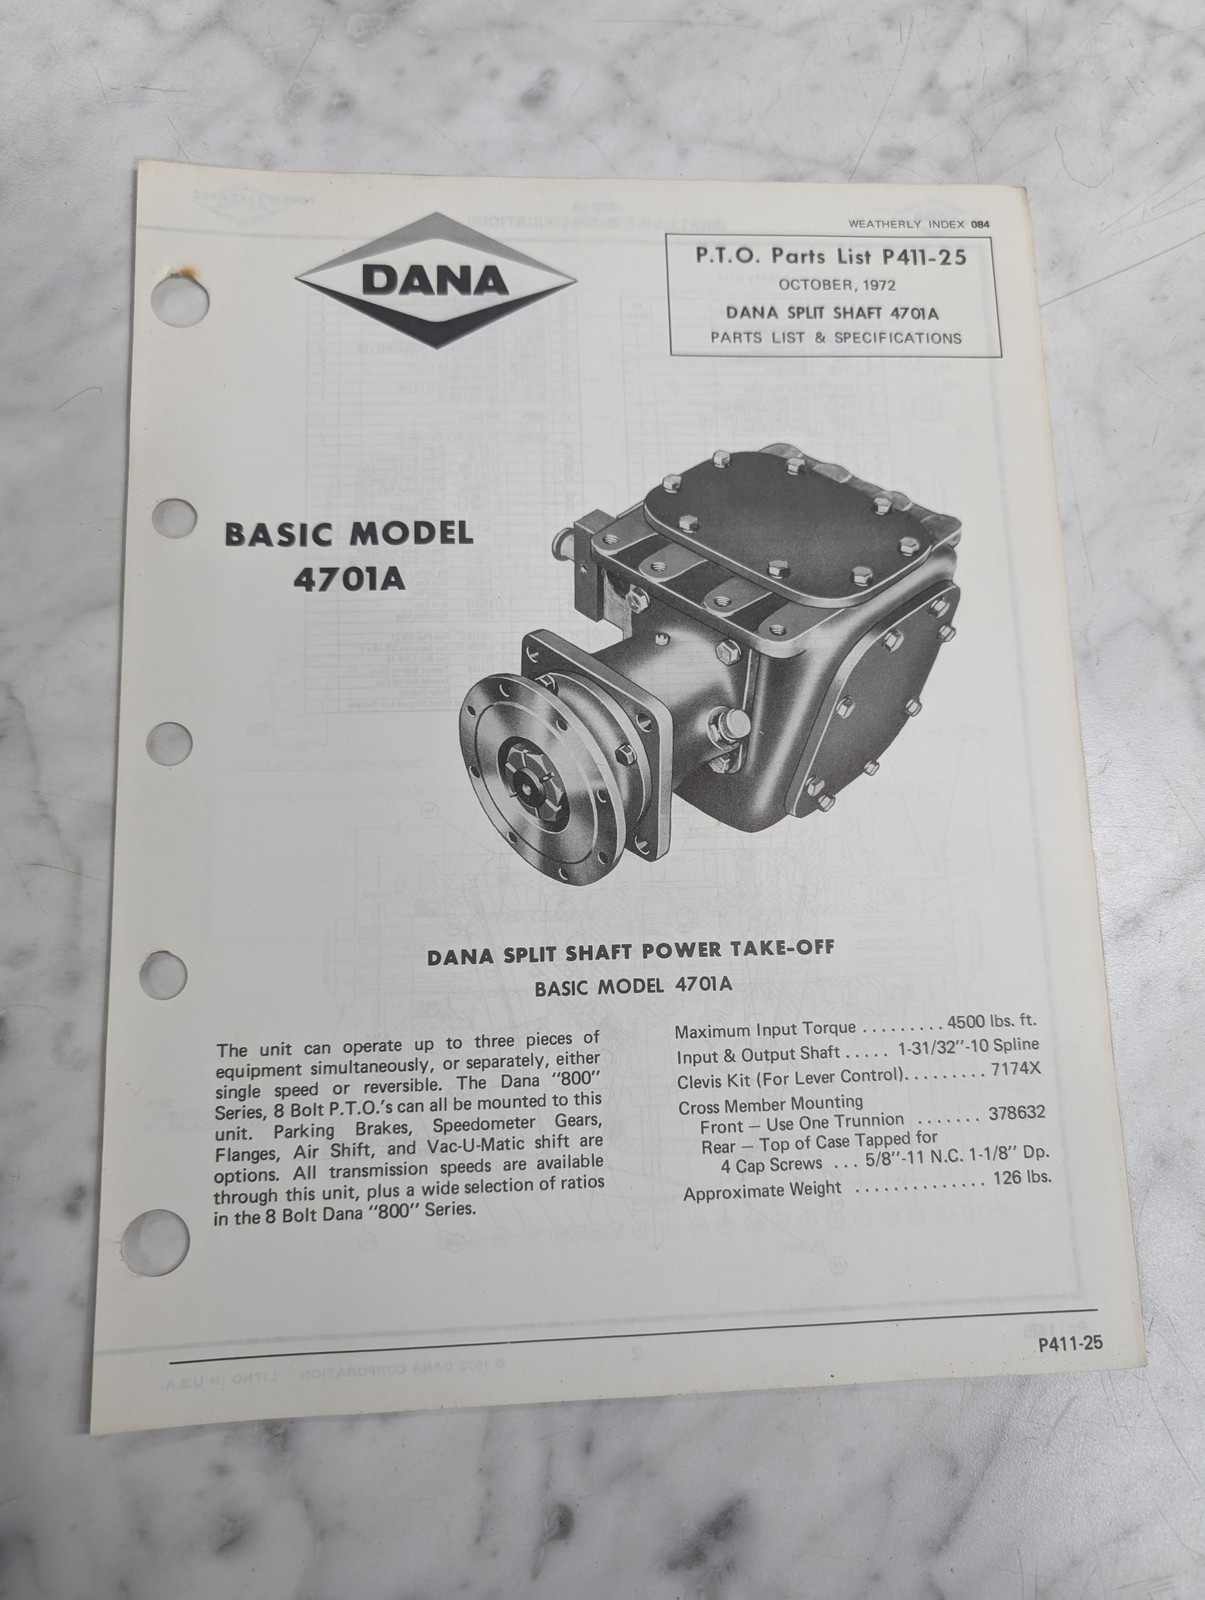 WEATHERLY INDEX 084
DANA
P.T.O. Parts List P411-25
OCTOBER, 1972
DANA SPLIT SHAFT 4701A
PARTS LIST & SPECIFICATIONS
BASIC MODEL
4701A
DANA SPLIT SHAFT POWER TAKE-OFF
BASIC MODEL 4701A
The unit can operate up to three pieces of
equipment simultaneously, or separately, either
single speed or reversible. The Dana "800"
Series, 8 Bolt P.T.O.'s can all be mounted to this
unit. Parking Brakes, Speedometer Gears,
Flanges, Air Shift, and Vac-U-Matic shift are
options. All transmission speeds are available
through this unit, plus a wide selection of ratios
in the 8 Bolt Dana "800" Series.
Maximum Input Torque ......... 4500 lbs. ft.
Input & Output Shaft ..... 1-31/32"-10 Spline
Clevis Kit (For Lever Control)......... 7174X
Cross Member Mounting
Front – Use One Trunnion ....... 378632
Rear – Top of Case Tapped for
4 Cap Screws ... 5/8"-11 N.C. 1-1/8" Dp.
Approximate Weight .............. 126 lbs.
P411-25